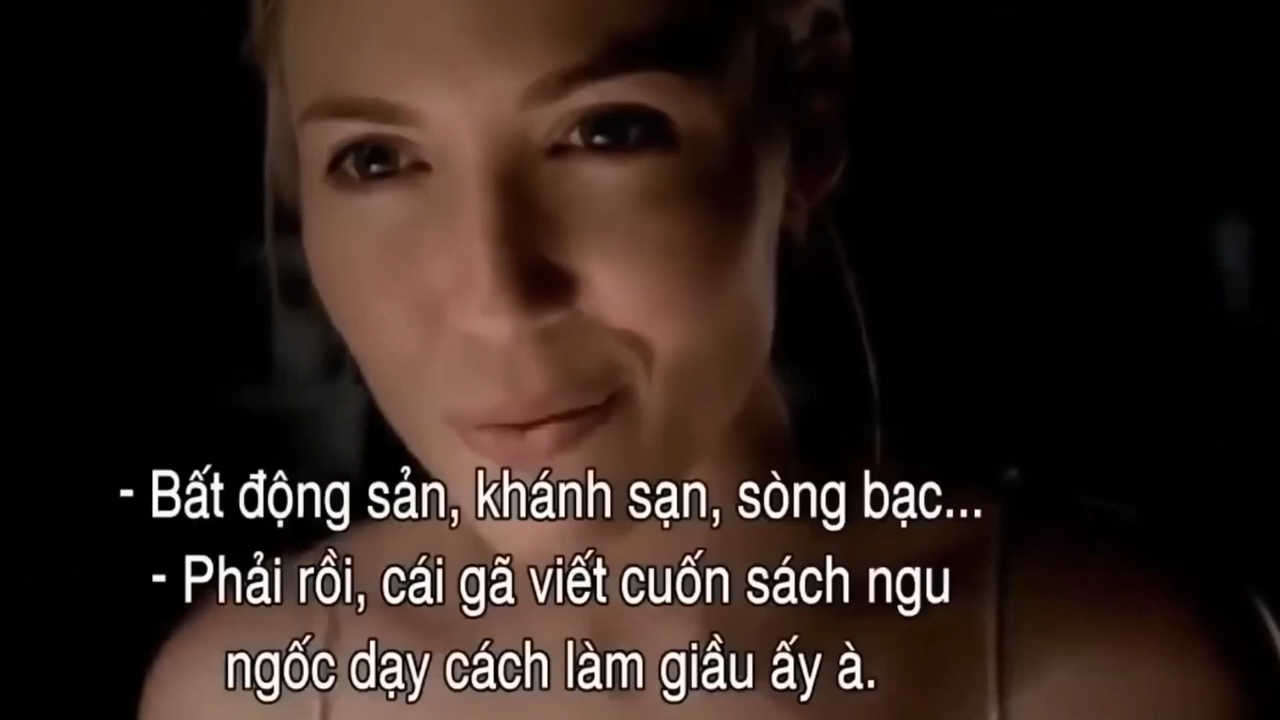 - Bất động sản, khánh sạn, sòng bạc...
- Phải rồi, cái gã viết cuốn sách ngu
ngốc dạy cách làm giầu ấy à.